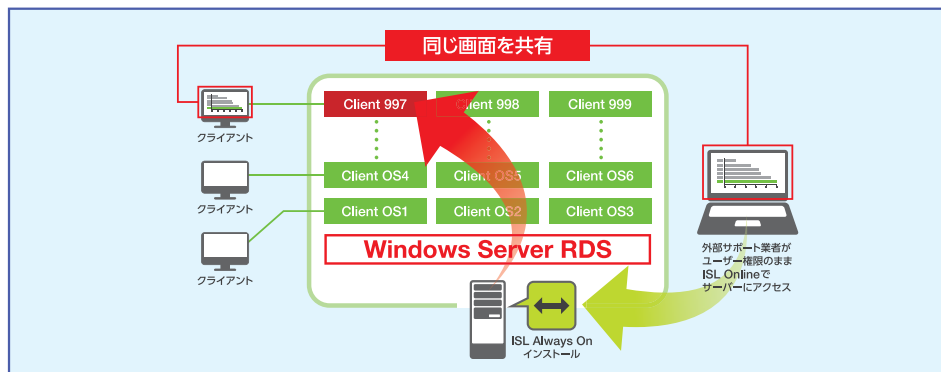 同じ画面を共有
Client 997
Client 998
Client 999
クライアント
Client OS4
Client OS5
Client OS6
クライアント
Client OS1
Client OS2
Client OS3
Windows Server RDS
クライアント
外部サポート業者が
ユーザー権限のまま
ISL Onlineで
サーバーにアクセス
ISL Always On
インストール